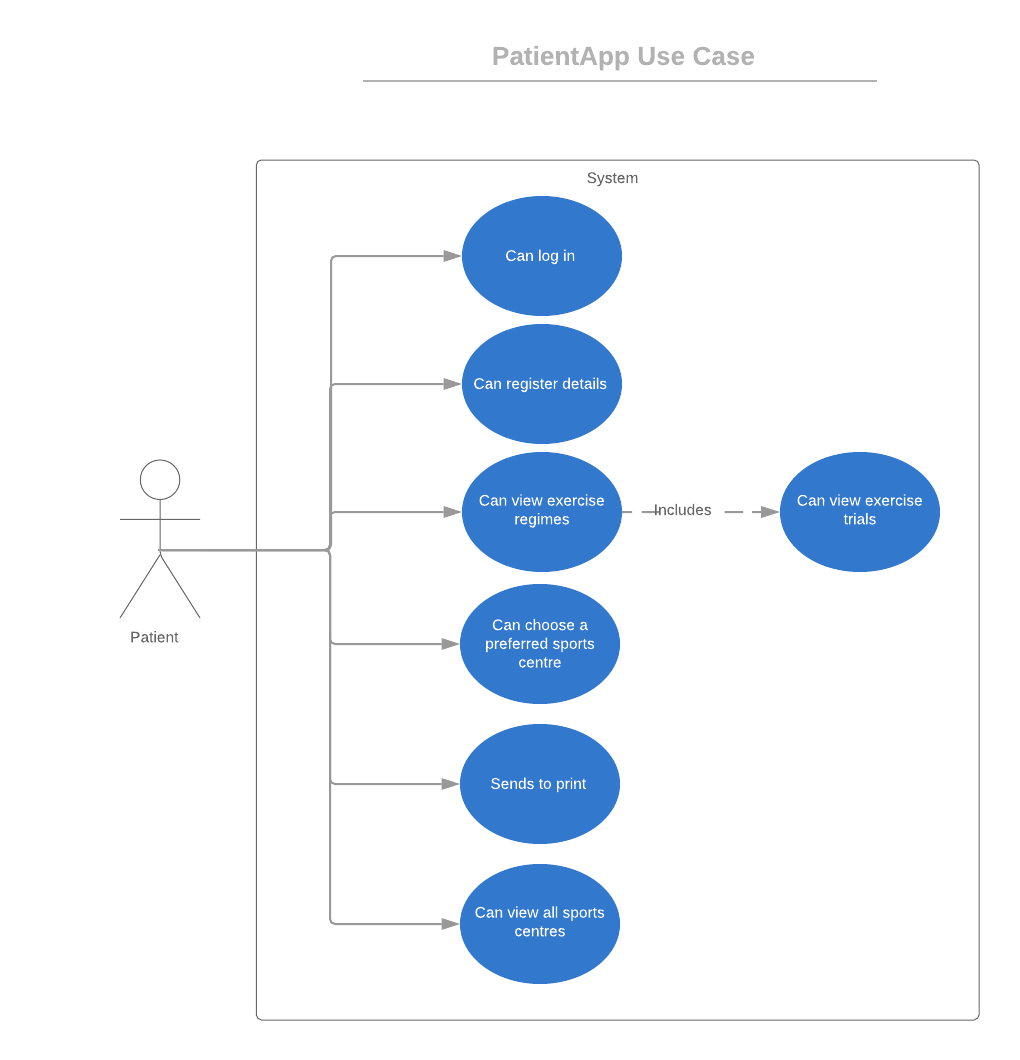 PatientApp Use Case
System
Can log in
Can register details
Can view exercise
regimes
Includes
Can view exercise
trials
Can choose a
preferred sports
centre
Patient
Sends to print
Can view all sports
centres